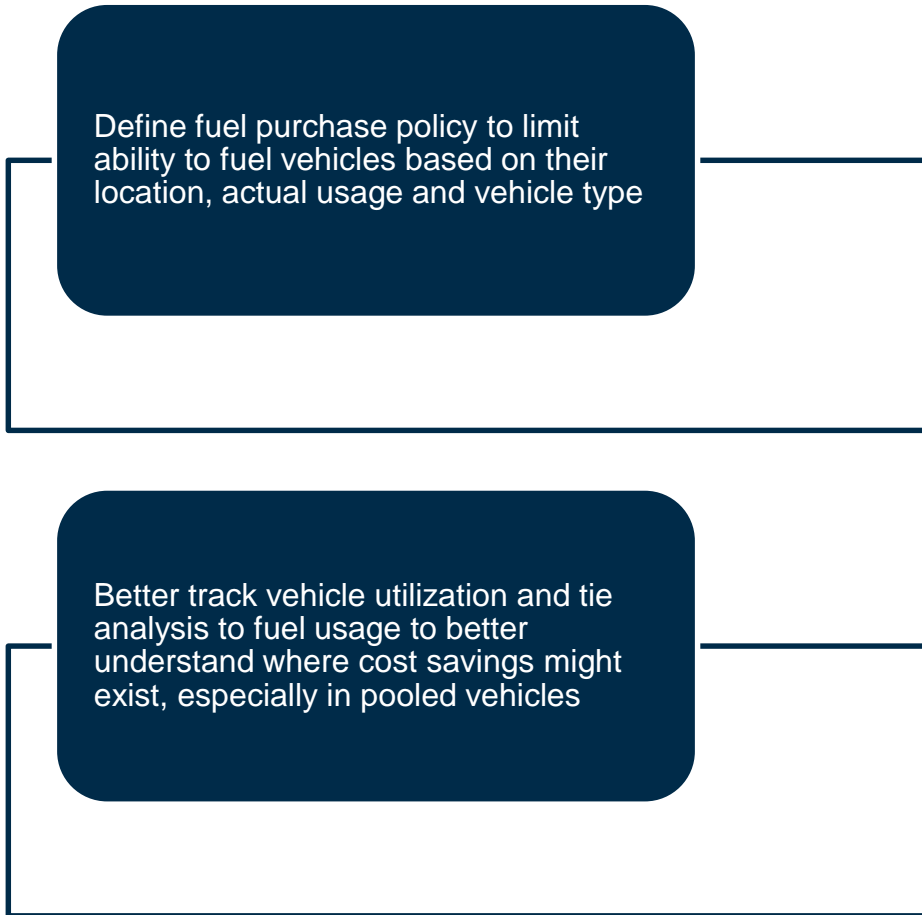 Define fuel purchase policy to limit
ability to fuel vehicles based on their
location, actual usage and vehicle type
Better track vehicle utilization and tie
analysis to fuel usage to better
understand where cost savings might
exist, especially in pooled vehicles